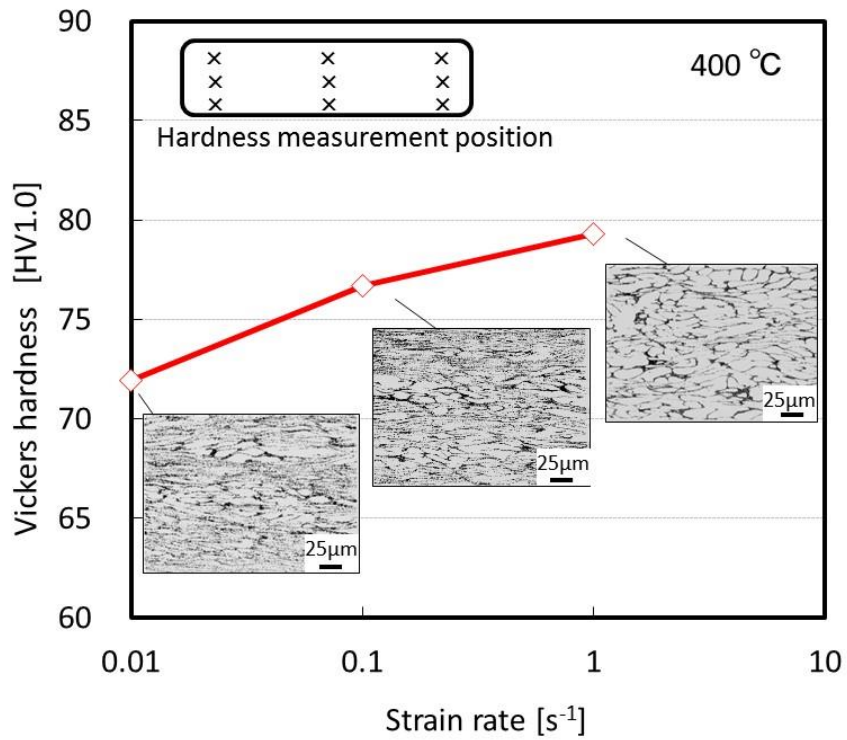 90
85
80
75
70
65
60
Vickers hardness [HV1.0]
400 °C
Hardness measurement position
25μm
25μm
25μm
0.01
0.1
1
10
Strain rate [s⁻¹]